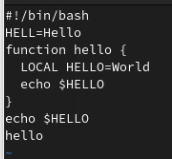 #!/bin/bash
HELL=Hello
function hello {
  LOCAL HELLO=World
  echo $HELLO
}
echo $HELLO
hello
~